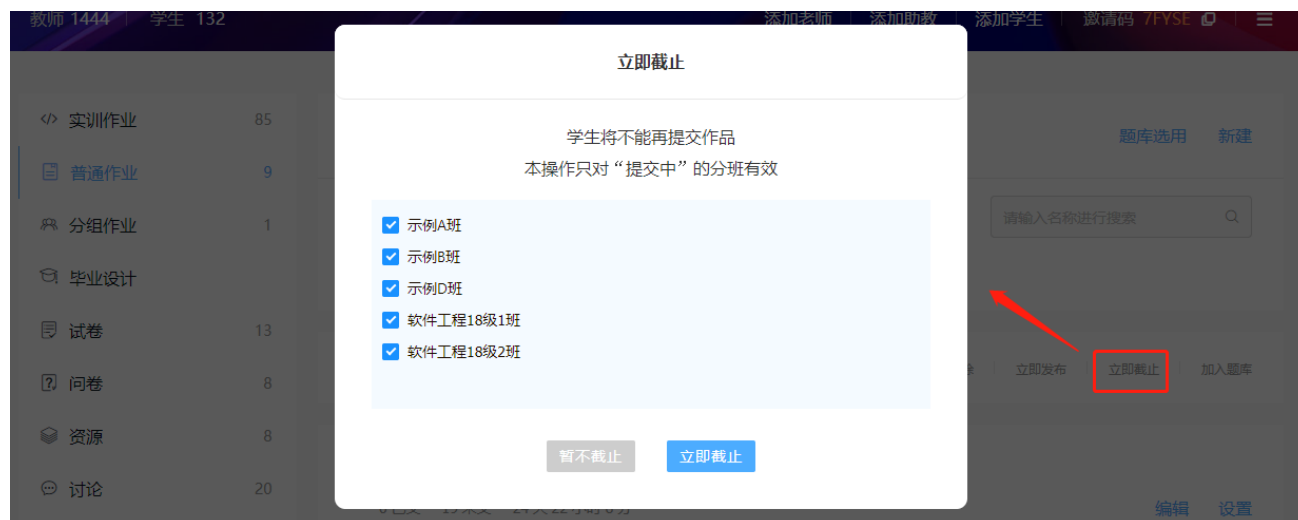 教师 1444 学生 132 添加老师 添加助教 添加学生 邀请码 7FYSE
立即截止
学生将不能再提交作品
本操作只对“提交中”的分班有效
示例A班
示例B班
示例D班
软件工程18级1班
软件工程18级2班
暂不截止 立即截止
实训作业 85
普通作业 9
分组作业 1
毕业设计
试卷 13
问卷 8
资源 8
讨论 20
题库选用 新建
请输入名称进行搜索
立即发布 立即截止 加入题库
编辑 设置